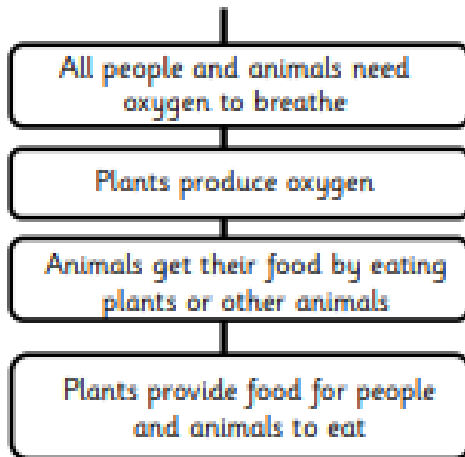 All people and animals need
oxygen to breathe
Plants produce oxygen
Animals get their food by eating
plants or other animals
Plants provide food for people
and animals to eat